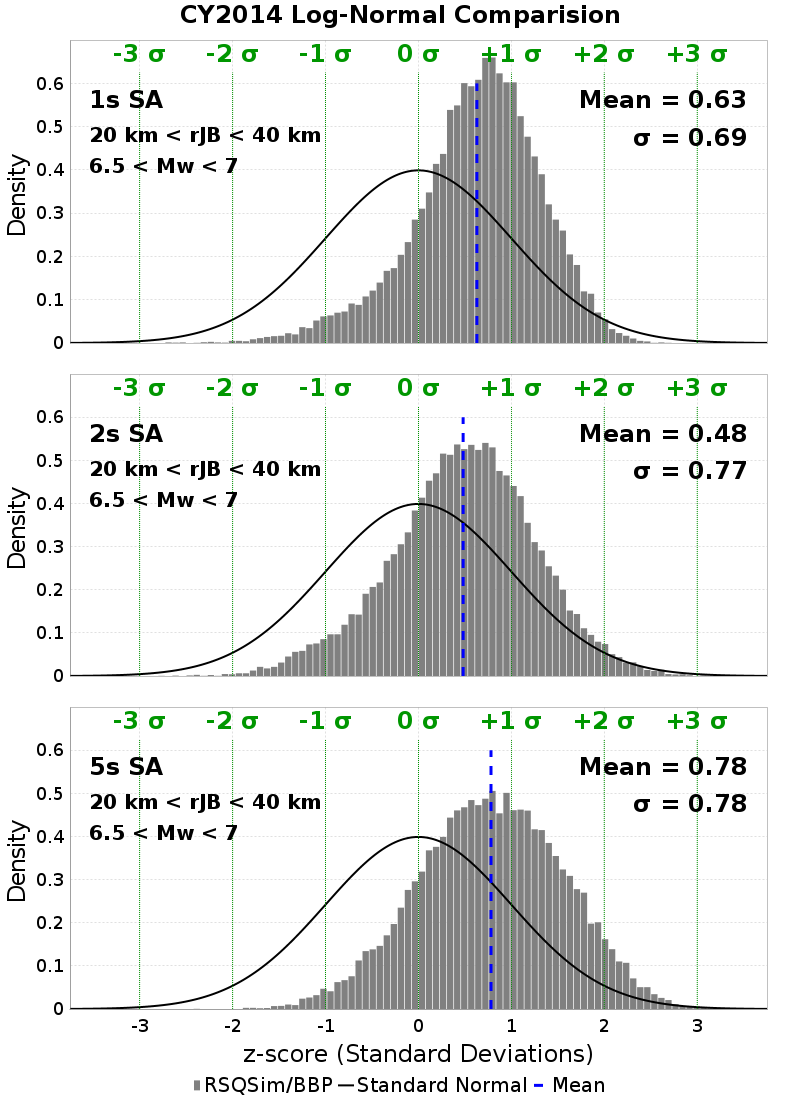 CY2014 Log-Normal Comparision
-3 σ -2 σ -1 σ 0 σ +1 σ +2 σ +3 σ
0.6
1s SA Mean = 0.63
0.5
20 km < rJB < 40 km σ = 0.69
6.5 < Mw < 7
0.4
0.3
0.2
0.1
0
Density
-3 σ -2 σ -1 σ 0 σ +1 σ +2 σ +3 σ
0.6
2s SA Mean = 0.48
0.5
20 km < rJB < 40 km σ = 0.77
6.5 < Mw < 7
0.4
0.3
0.2
0.1
0
Density
-3 σ -2 σ -1 σ 0 σ +1 σ +2 σ +3 σ
0.6
5s SA Mean = 0.78
0.5
20 km < rJB < 40 km σ = 0.78
6.5 < Mw < 7
0.4
0.3
0.2
0.1
0
Density
-3 -2 -1 0 1 2 3
z-score (Standard Deviations)
RSQSim/BBP Standard Normal Mean